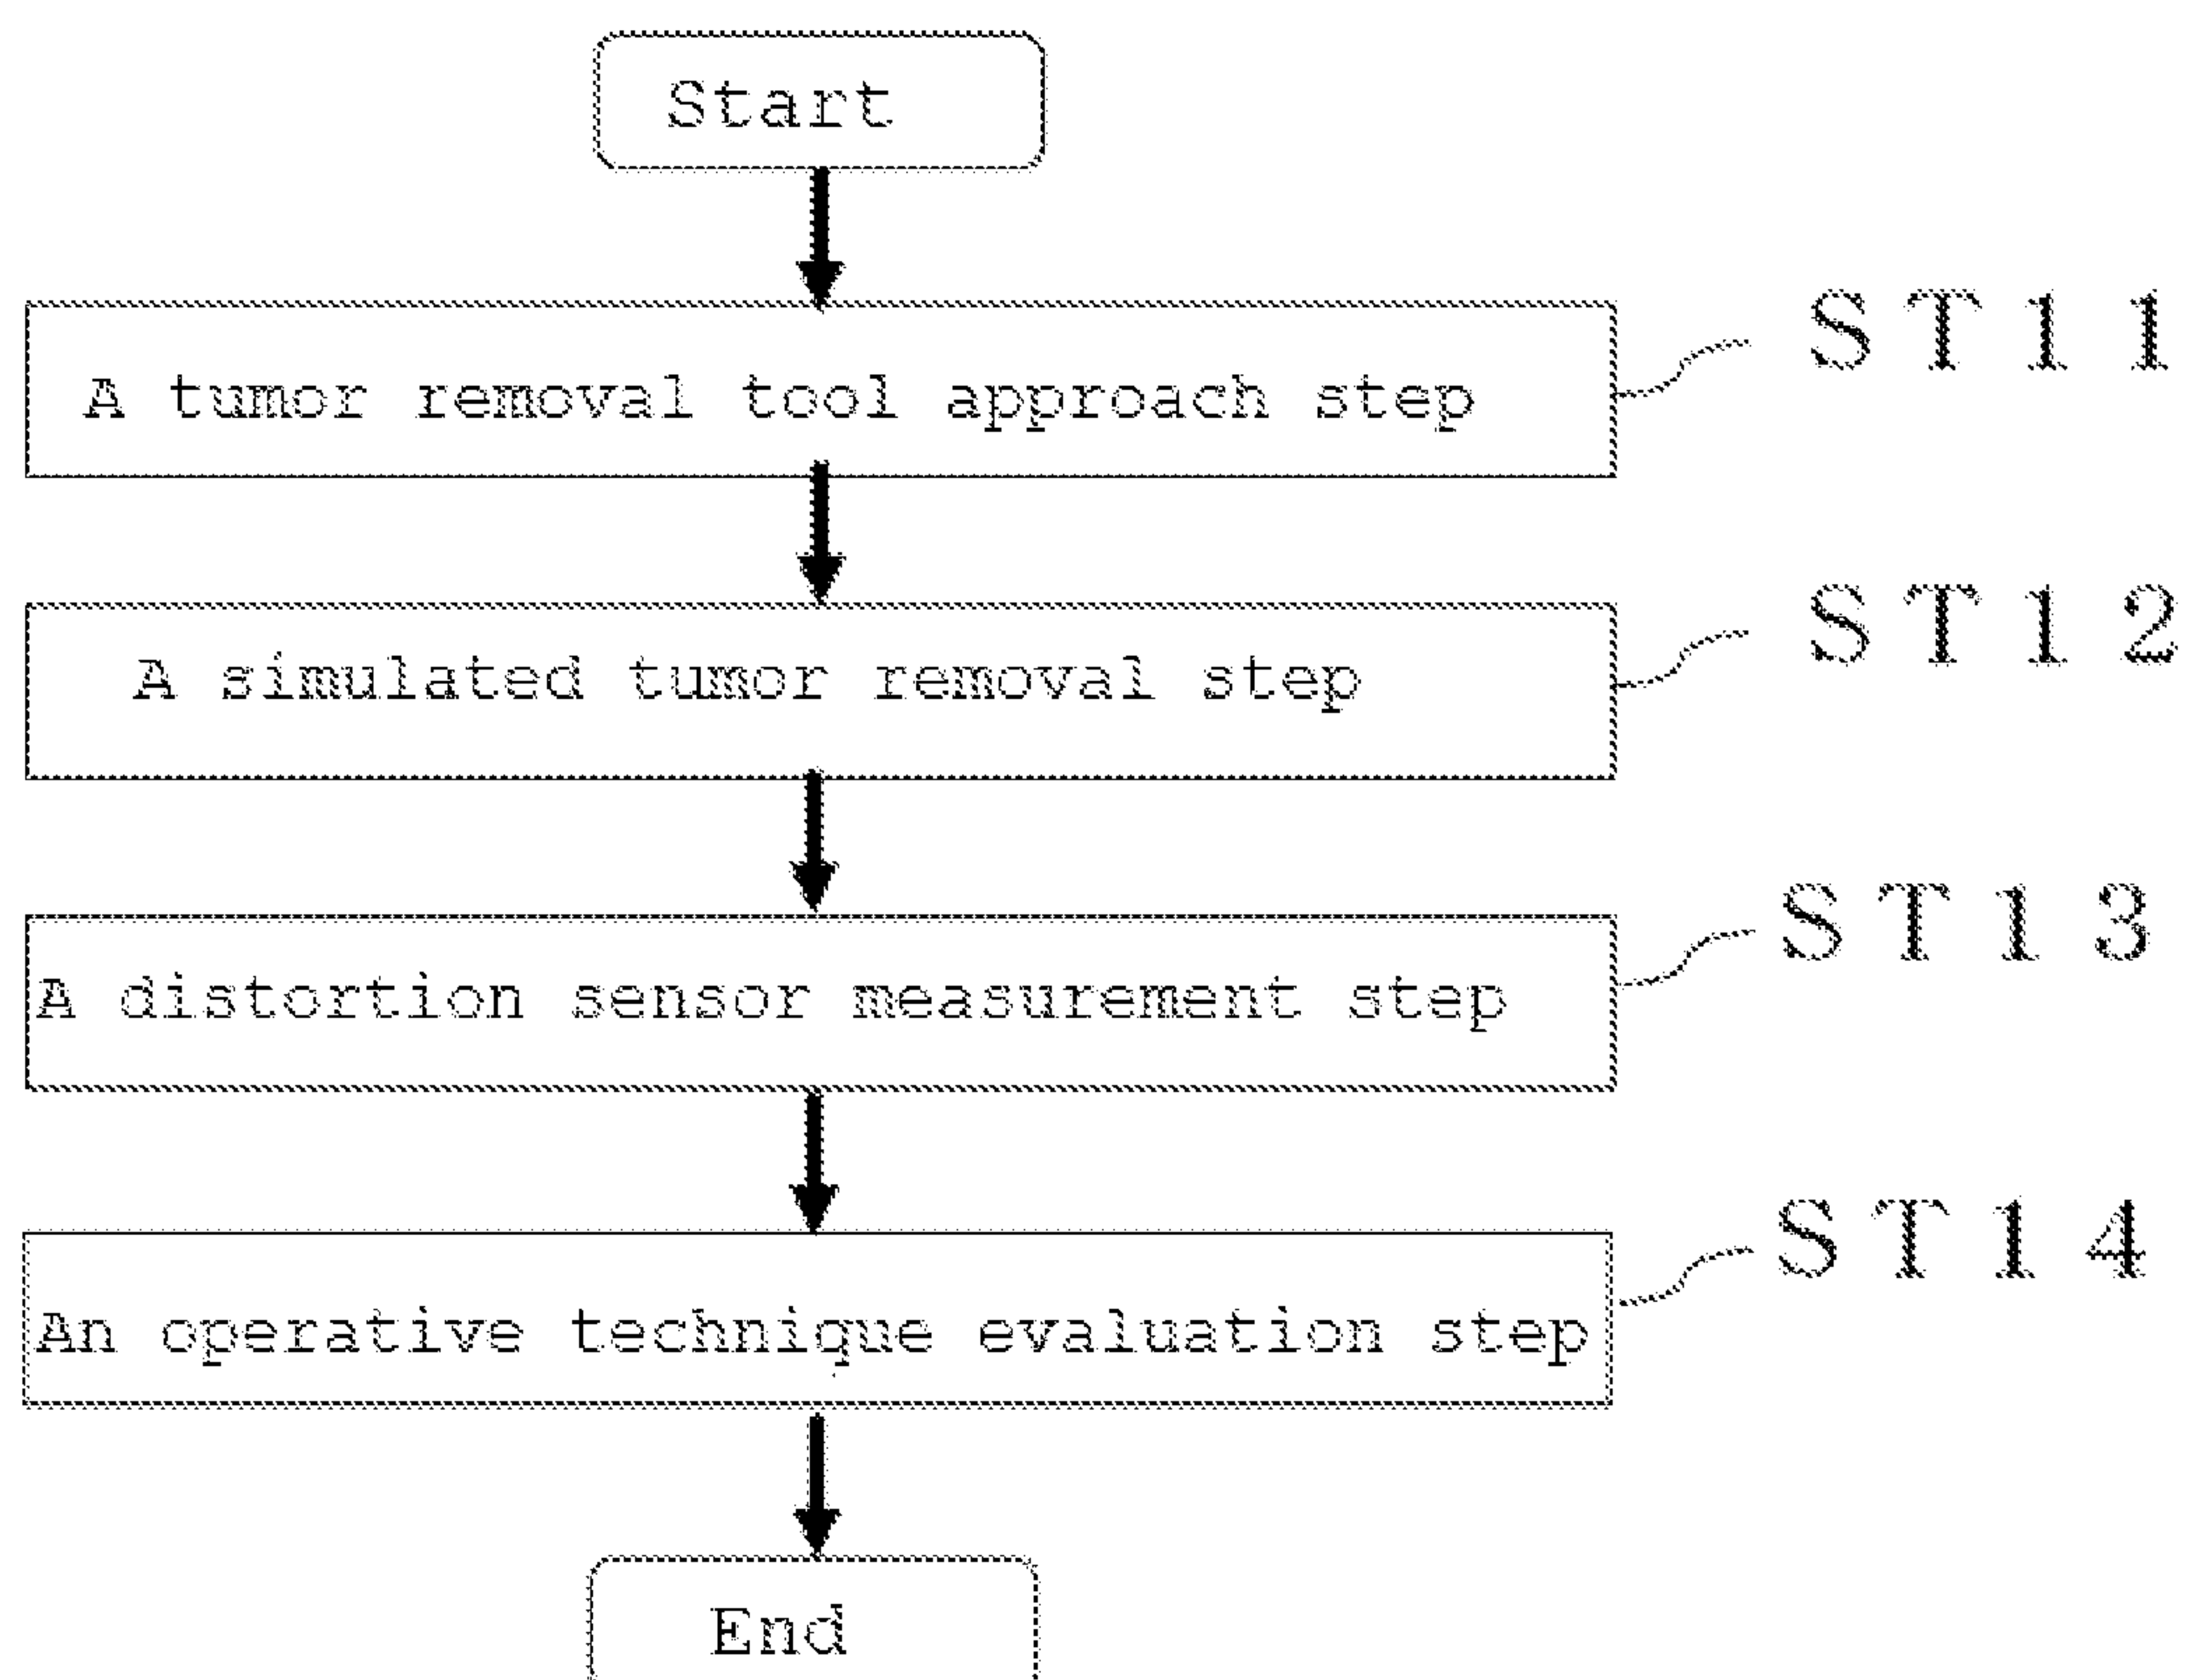 Start
A tumor removal tool approach step
ST11
A simulated tumor removal step
ST12
A distortion sensor measurement step
ST13
An operative technique evaluation step
ST14
End